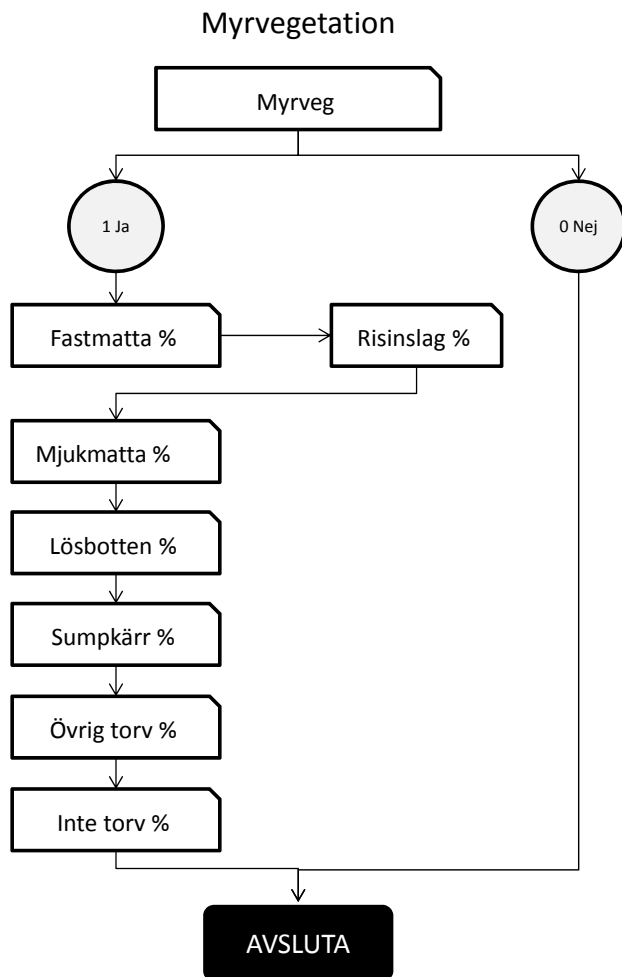 Myrvegetation
Myrveg
1 Ja
0 Nej
Fastmatta %
Risinslag %
Mjukmatta %
Lösbotten %
Sumpkärr %
Övrig torv %
Inte torv %
AVSLUTA